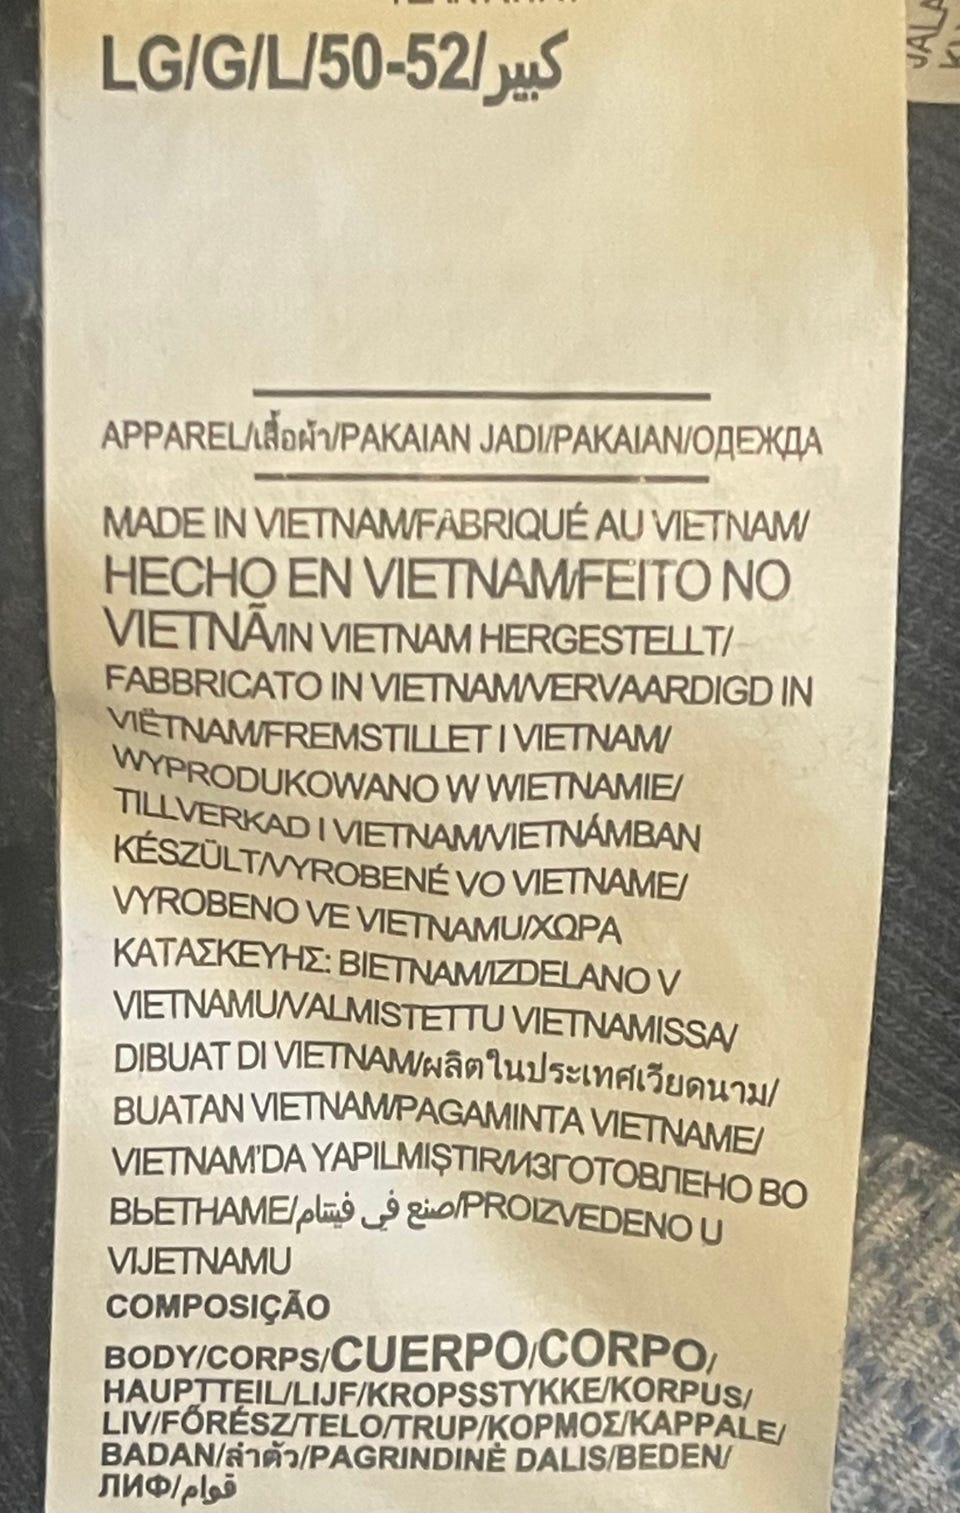 LG/G/L/50-52/كبير
APPAREL/เสื้อผ้า/PAKAIAN JADI/PAKAIAN/ОДЕЖДА
MADE IN VIETNAM/FABRIQUÉ AU VIETNAM/
HECHO EN VIETNAM/FEITO NO
VIETNÃ/IN VIETNAM HERGESTELLT/
FABBRICATO IN VIETNAM/VERVAARDIGD IN
VIËTNAM/FREMSTILLET I VIETNAM/
WYPRODUKOWANO W WIETNAMIE/
TILLVERKAD I VIETNAM/VIETNÁMBAN
KÉSZÜLT/VYROBENÉ VO VIETNAME/
VYROBENO VE VIETNAMU/ΧΩΡΑ
ΚΑΤΑΣΚΕΥΗΣ: ΒΙΕΤΝΑΜ/IZDELANO V
VIETNAMU/VALMISTETTU VIETNAMISSA/
DIBUAT DI VIETNAM/ผลิตในประเทศเวียดนาม/
BUATAN VIETNAM/PAGAMINTA VIETNAME/
VIETNAM'DA YAPILMIŞTIR/ИЗГОТОВЛЕНО ВО
ВЬЕТНАМЕ/صنع في فيتنام/PROIZVEDENO U
VIJETNAMU
COMPOSIÇÃO
BODY/CORPS/CUERPO/CORPO/
HAUPTTEIL/LIJF/KROPSSTYKKE/KORPUS/
LIV/FŐRÉSZ/TELO/TRUP/ΚΟΡΜΟΣ/KAPPALE/
BADAN/ลำตัว/PAGRINDINĖ DALIS/BEDEN/
ЛИФ/قوام
JALA